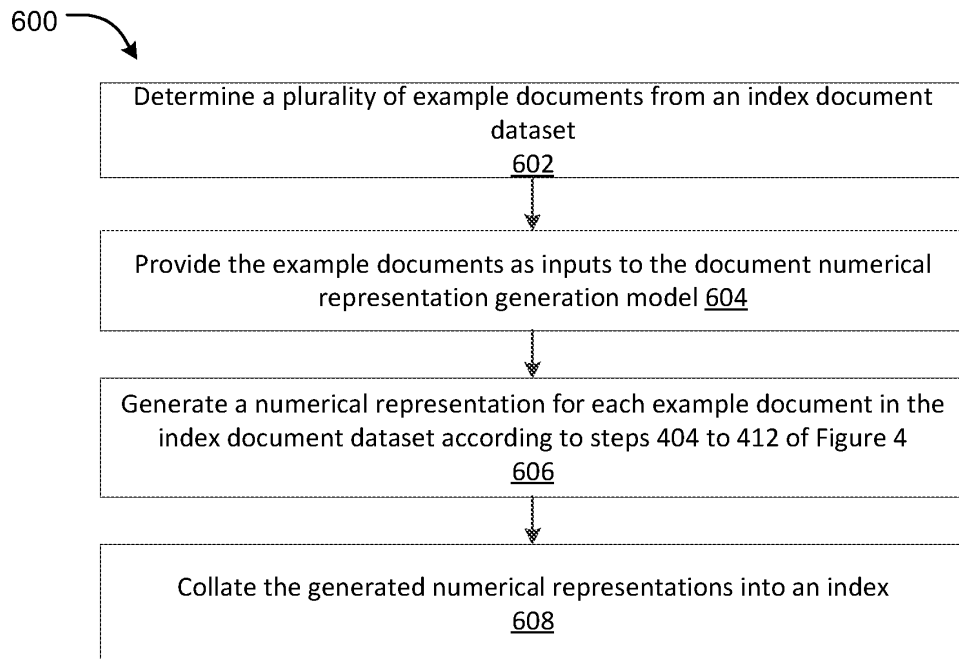 600
Determine a plurality of example documents from an index document
dataset
602
Provide the example documents as inputs to the document numerical
representation generation model 604
Generate a numerical representation for each example document in the
index document dataset according to steps 404 to 412 of Figure 4
606
Collate the generated numerical representations into an index
608